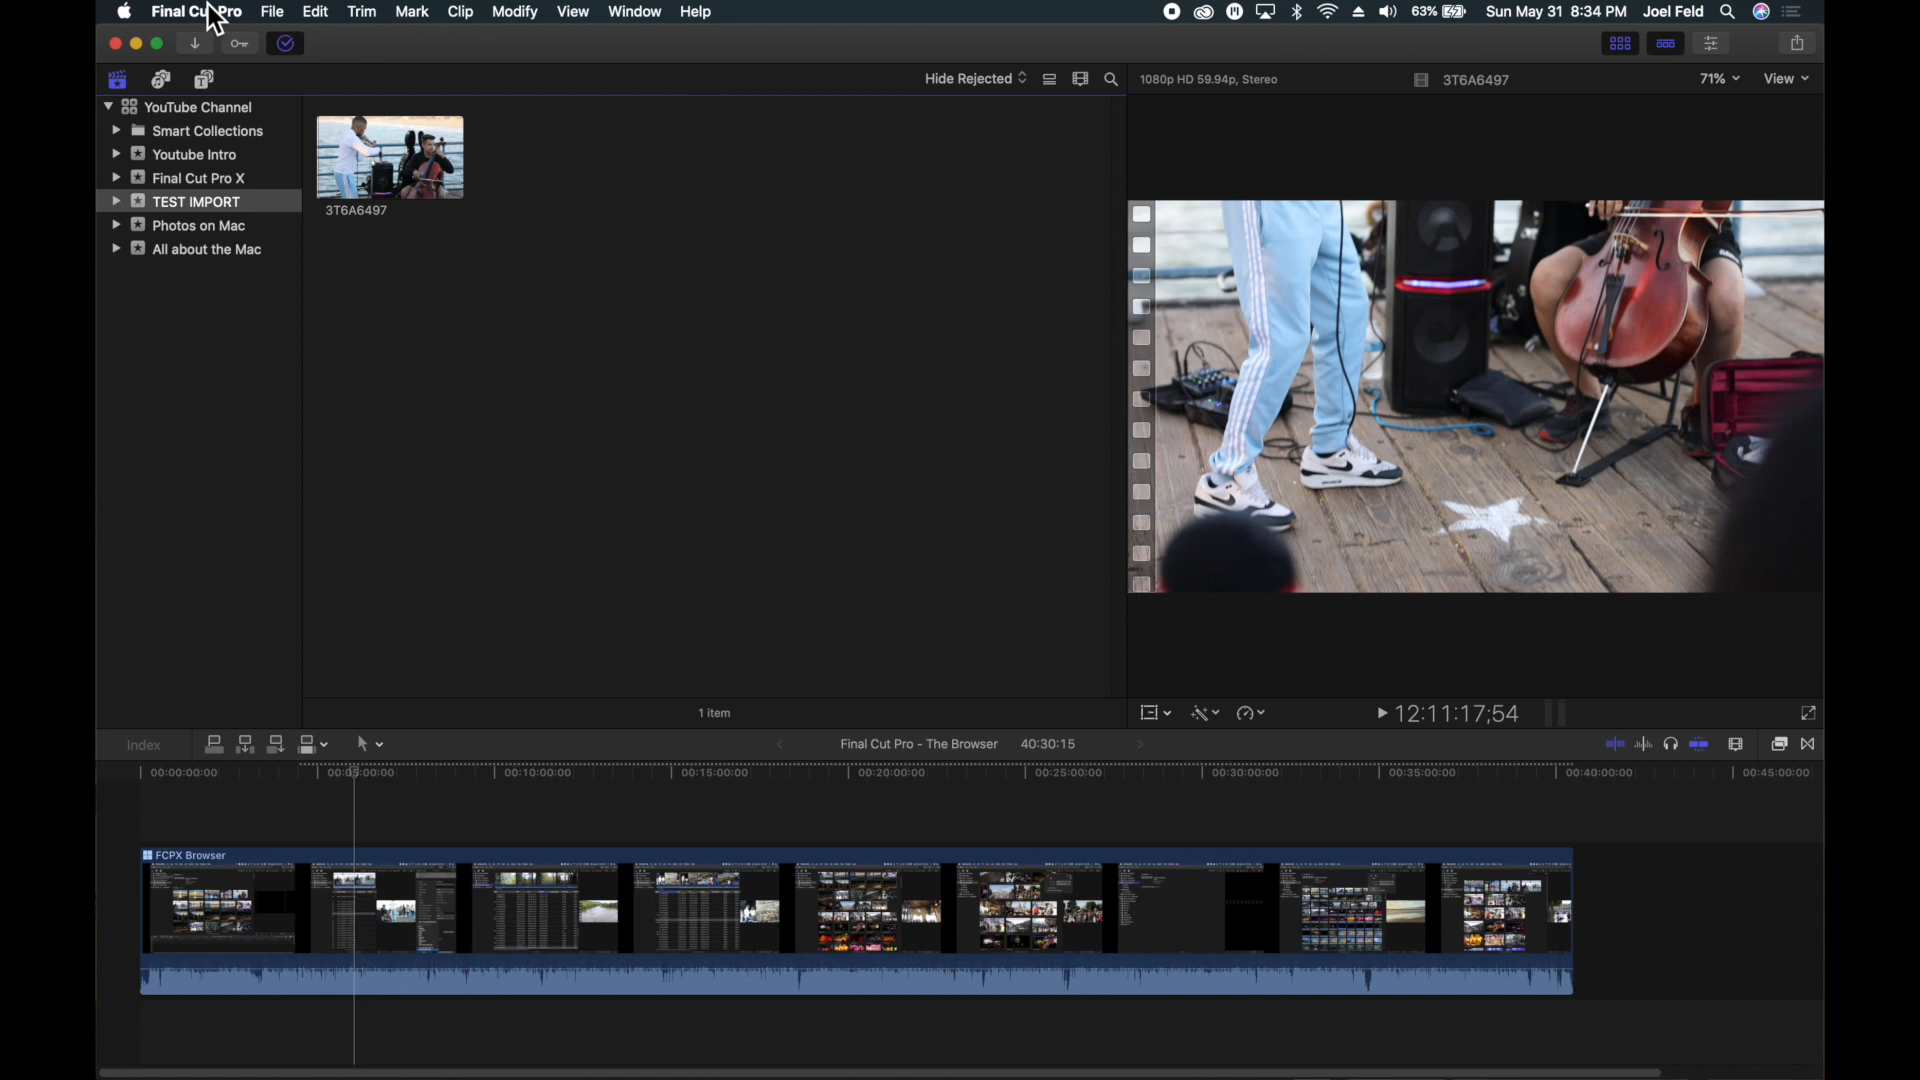 Final Cut Pro File Edit Trim Mark Clip Modify View Window Help 63% Sun May 31 8:34 PM Joel Feld
Hide Rejected 1080p HD 59.94p, Stereo 3T6A6497 71% View
YouTube Channel
Smart Collections
Youtube Intro
Final Cut Pro X
TEST IMPORT
Photos on Mac
All about the Mac
3T6A6497
1 item 12:11:17;54
Index Final Cut Pro - The Browser 40:30:15
00:00:00:00 00:05:00:00 00:10:00:00 00:15:00:00 00:20:00:00 00:25:00:00 00:30:00:00 00:35:00:00 00:40:00:00 00:45:00:00
FCPX Browser